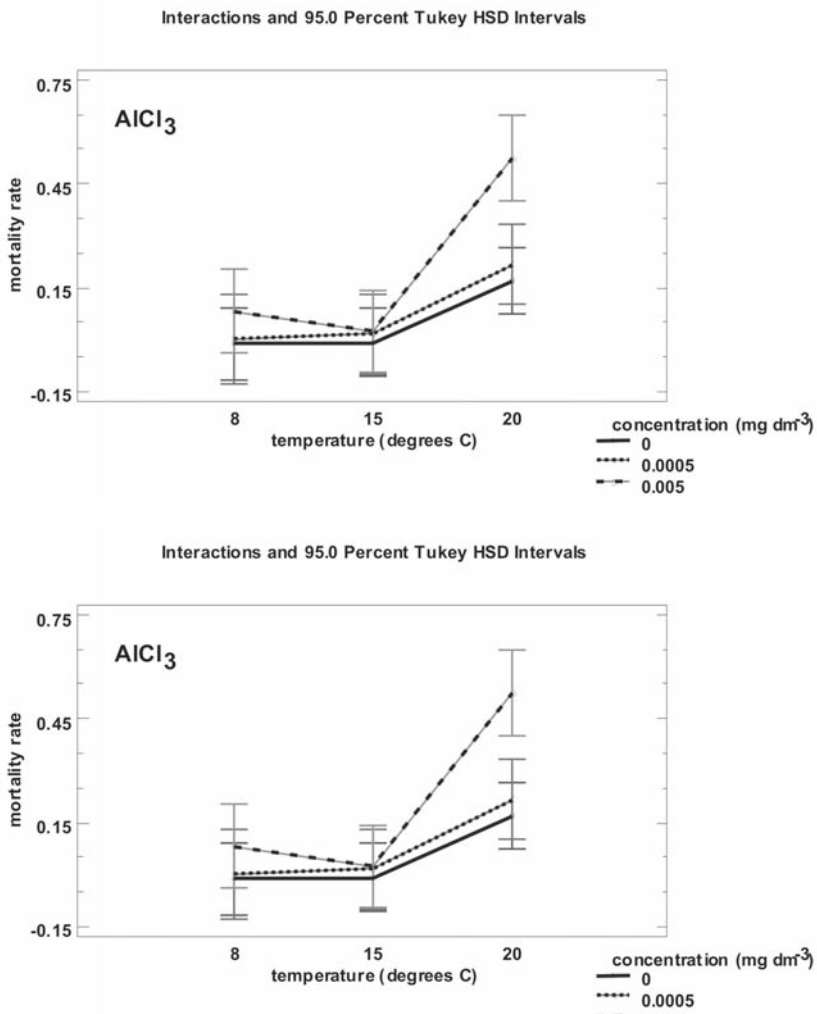 Interactions and 95.0 Percent Tukey HSD Intervals
0.75
AlCl3
0.45
mortality rate
0.15
-0.15
8 15 20
temperature (degrees C)
concentration (mg dm-3)
0
0.0005
0.005
Interactions and 95.0 Percent Tukey HSD Intervals
0.75
AlCl3
0.45
mortality rate
0.15
-0.15
8 15 20
temperature (degrees C)
concentration (mg dm-3)
0
0.0005